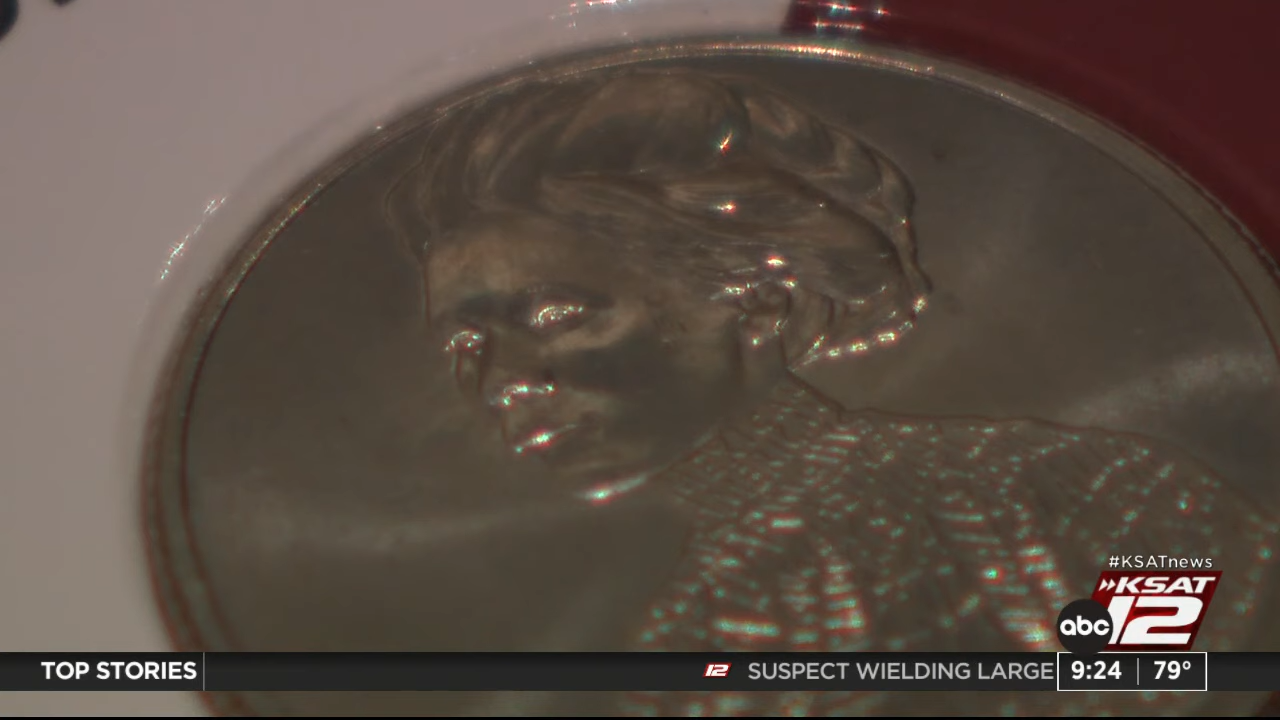 #KSATnews
KSAT
abc 12
TOP STORIES 12 SUSPECT WIELDING LARGE 9:24 79°